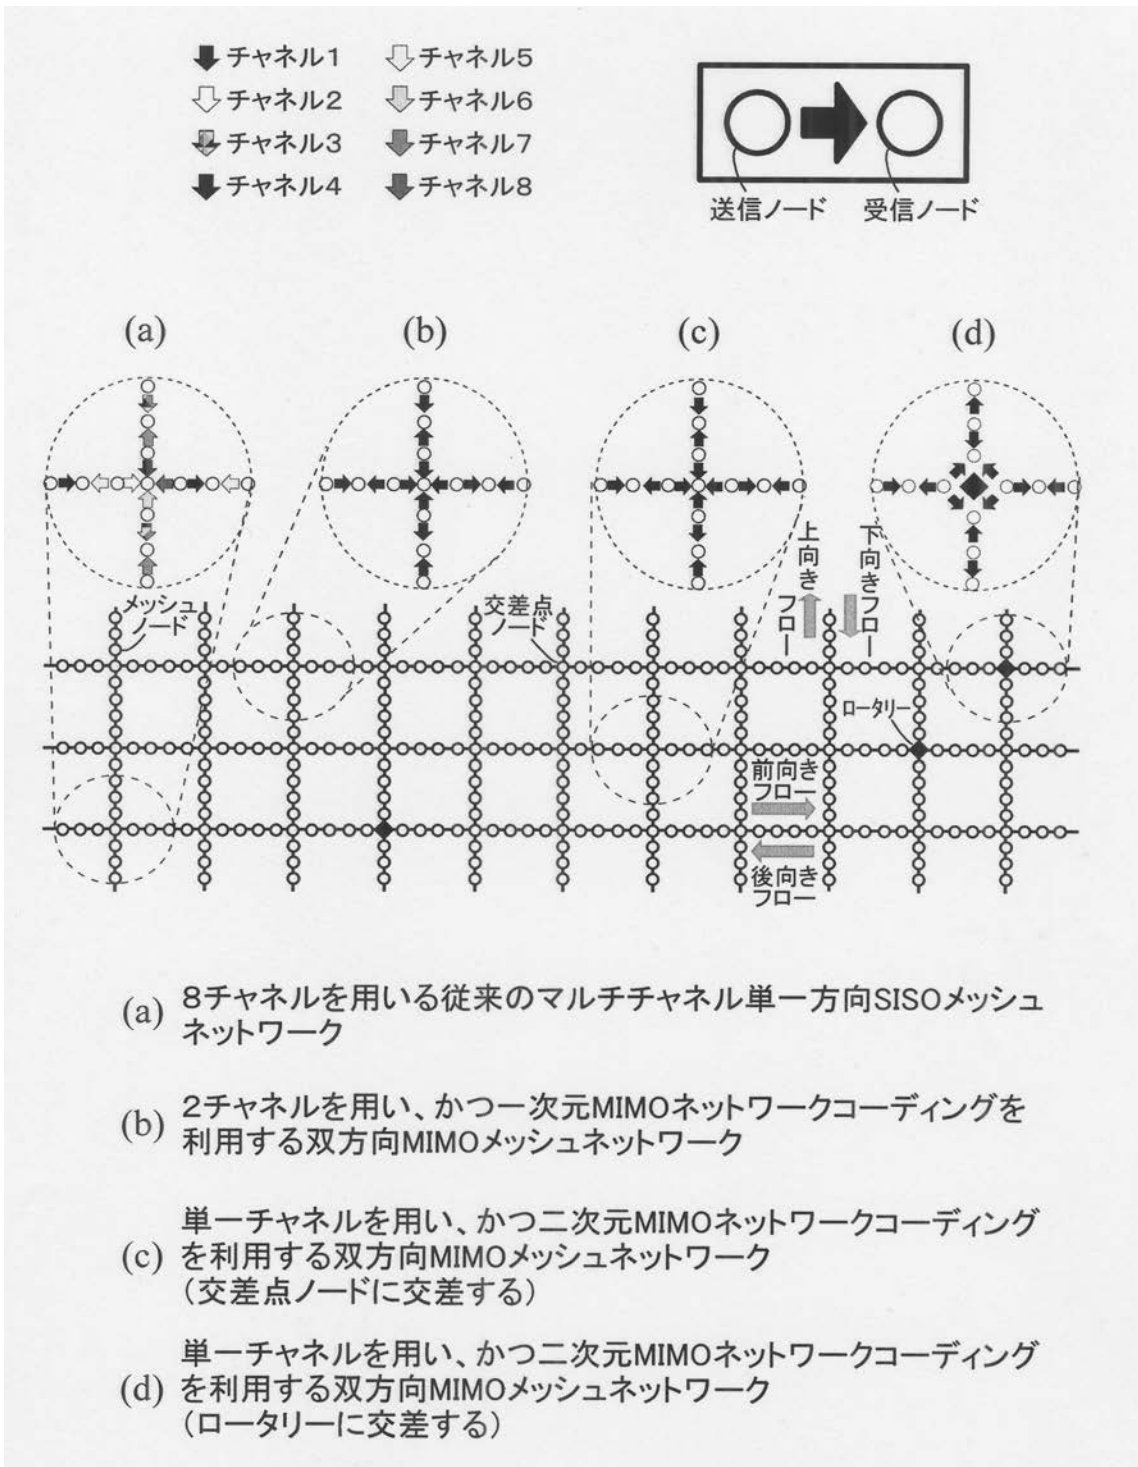 チャネル1
チャネル2
チャネル3
チャネル4
チャネル5
チャネル6
チャネル7
チャネル8
送信ノード
受信ノード
(a)
(b)
(c)
(d)
メッシュ
ノード
交差点
ノード
上向きフロー
下向きフロー
ロータリー
前向き
フロー
後向き
フロー
(a) 8チャネルを用いる従来のマルチチャネル単一方向SISOメッシュ
ネットワーク
(b) 2チャネルを用い、かつ一次元MIMOネットワークコーディングを
利用する双方向MIMOメッシュネットワーク
単一チャネルを用い、かつ二次元MIMOネットワークコーディング
(c) を利用する双方向MIMOメッシュネットワーク
（交差点ノードに交差する）
単一チャネルを用い、かつ二次元MIMOネットワークコーディング
(d) を利用する双方向MIMOメッシュネットワーク
（ロータリーに交差する）